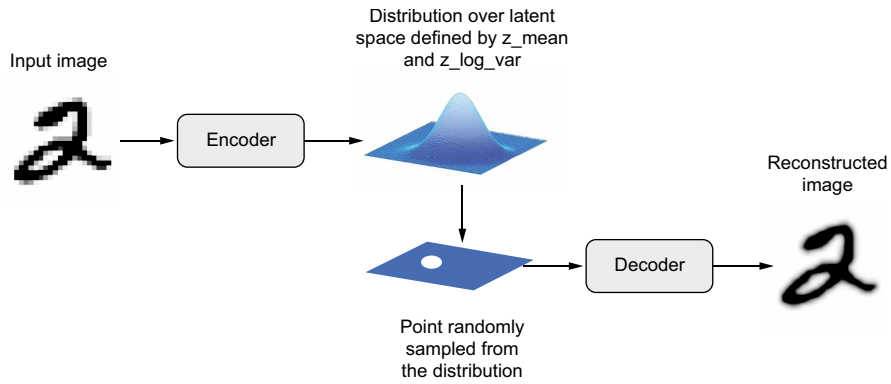 Input image
Encoder
Distribution over latent
space defined by z_mean
and z_log_var
Point randomly
sampled from
the distribution
Decoder
Reconstructed
image